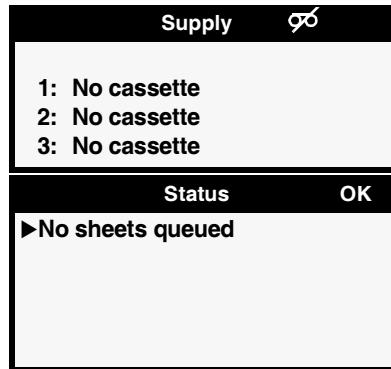 Supply
1: No cassette
2: No cassette
3: No cassette
Status OK
▶No sheets queued